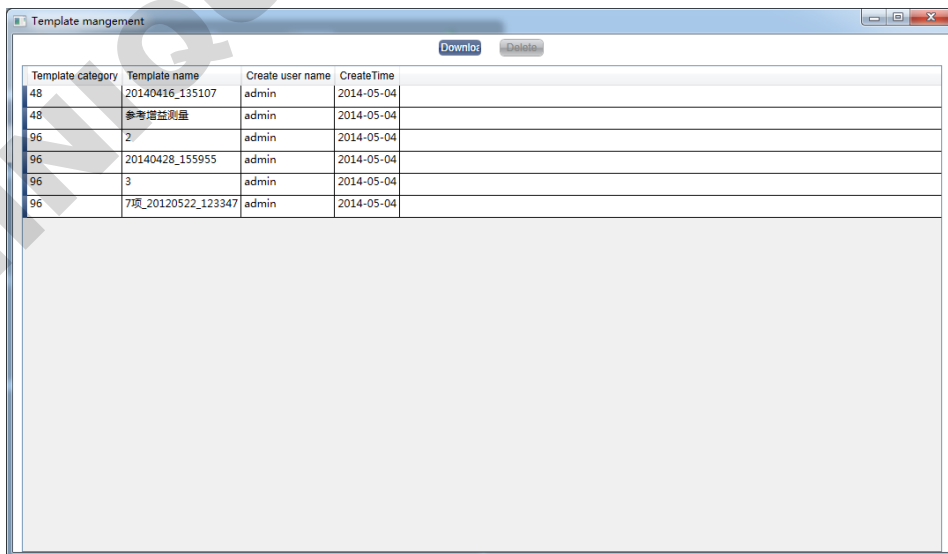 Template mangement
Downloa
Delete
Template category Template name Create user name CreateTime
48 20140416_135107 admin 2014-05-04
48 参考增益测量 admin 2014-05-04
96 2 admin 2014-05-04
96 20140428_155955 admin 2014-05-04
96 3 admin 2014-05-04
96 7项_20120522_123347 admin 2014-05-04